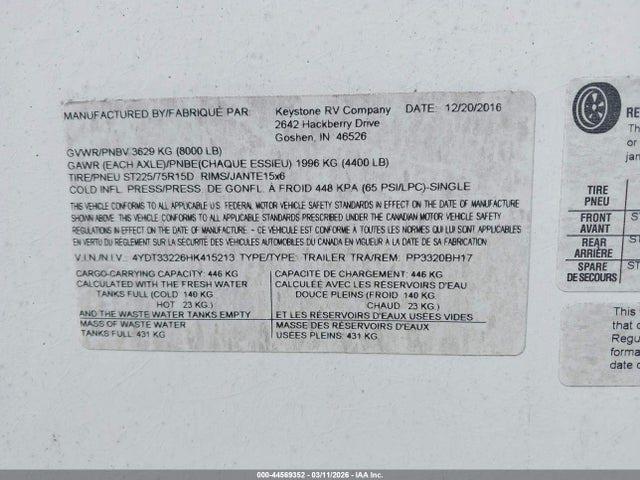 MANUFACTURED BY/FABRIQUÉ PAR: Keystone RV Company DATE: 12/20/2016
2642 Hackberry Drive
Goshen, IN 46526
GVWR/PNBV 3629 KG (8000 LB)
GAWR (EACH AXLE)/PNBE(CHAQUE ESSIEU) 1996 KG (4400 LB)
TIRE/PNEU ST225/75R15D RIMS/JANTE15x6
COLD INFL. PRESS/PRESS. DE GONFL. À FROID 448 KPA (65 PSI/LPC)-SINGLE
THIS VEHICLE CONFORMS TO ALL APPLICABLE U.S. FEDERAL MOTOR VEHICLE SAFETY STANDARDS IN EFFECT ON THE DATE OF MANUFACTURE
SHOWN ABOVE. THIS VEHICLE CONFORMS TO ALL APPLICABLE STANDARDS PRESCRIBED UNDER THE CANADIAN MOTOR VEHICLE SAFETY
REGULATIONS IN EFFECT ON THE DATE OF MANUFACTURE / CE VÉHICULE EST CONFORME À TOUTES LES NORMES QUI LUI SONT APPLICABLES
EN VERTU DU RÈGLEMENT SUR LA SÉCURITÉ DES VÉHICULES AUTOMOBILES DU CANADA EN VIGUEUR A LA DATE DE SA FABRICATION
V.I.N./N.I.V.: 4YDT33226HK415213 TYPE/TYPE: TRAILER TRA/REM: PP3320BH17
CARGO-CARRYING CAPACITY: 446 KG
CALCULATED WITH THE FRESH WATER
TANKS FULL (COLD 140 KG
HOT 23 KG.)
AND THE WASTE WATER TANKS EMPTY
MASS OF WASTE WATER
TANKS FULL: 431 KG
CAPACITÉ DE CHARGEMENT: 446 KG
CALCULÉE AVEC LES RÉSERVOIRS D'EAU
DOUCE PLEINS (FROID 140 KG
CHAUD 23 KG.)
ET LES RÉSERVOIRS D'EAUX USÉES VIDES
MASSE DES RÉSERVOIRS D'EAUX
USÉES PLEINS: 431 KG
RE
The
or
in
TIRE
PNEU
FRONT
AVANT
REAR
ARRIÈRE
SPARE
DE SECOURS
This
that c
Regu
forma
ables
000-44569352 - 03/11/2026 - IAA Inc.